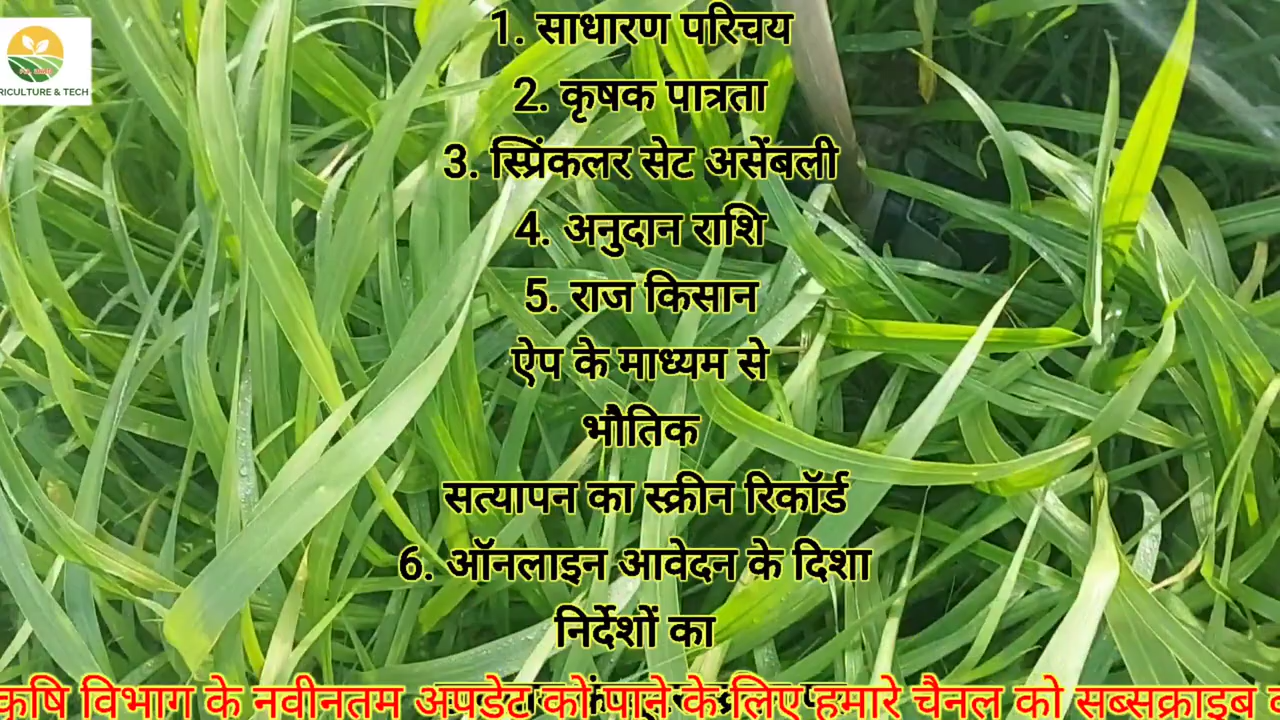 RICULTURE & TECH
1. साधारण परिचय
2. कृषक पात्रता
3. स्प्रिंकलर सेट असेंबली
4. अनुदान राशि
5. राज किसान
ऐप के माध्यम से
भौतिक
सत्यापन का स्क्रीन रिकॉर्ड
6. ऑनलाइन आवेदन के दिशा
निर्देशों का
कृषि विभाग के नवीनतम अपडेट को पाने के लिए हमारे चैनल को सब्सक्राइब